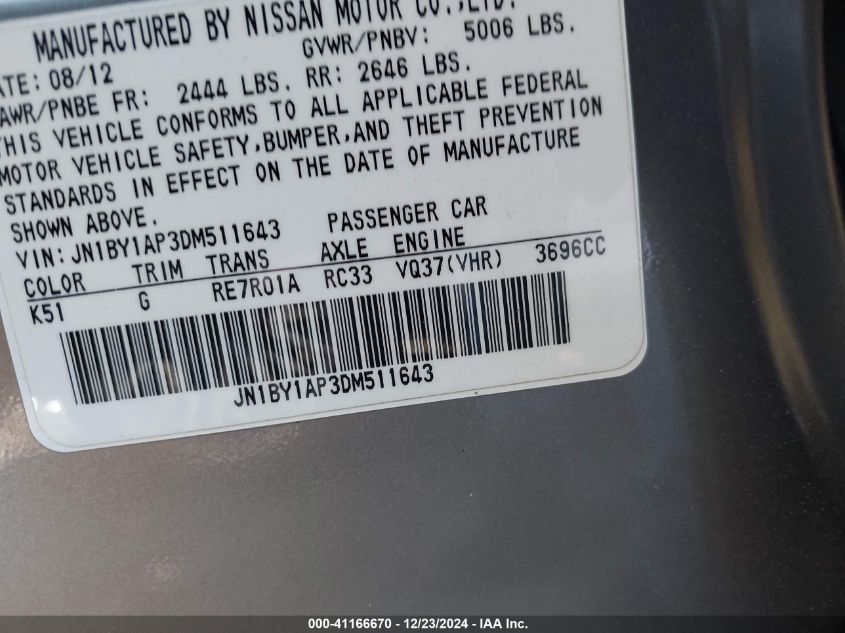 MANUFACTURED BY NISSAN MOTOR CO.,LTD.
ATE: 08/12 GVWR/PNBV: 5006 LBS.
AWR/PNBE FR: 2444 LBS. RR: 2646 LBS.
THIS VEHICLE CONFORMS TO ALL APPLICABLE FEDERAL
MOTOR VEHICLE SAFETY,BUMPER,AND THEFT PREVENTION
STANDARDS IN EFFECT ON THE DATE OF MANUFACTURE
SHOWN ABOVE.
VIN: JN1BY1AP3DM511643 PASSENGER CAR
COLOR TRIM TRANS AXLE ENGINE
K51 G RE7R01A RC33 VQ37(VHR) 3696CC
JN1BY1AP3DM511643
000-41166670 - 12/23/2024 - IAA Inc.